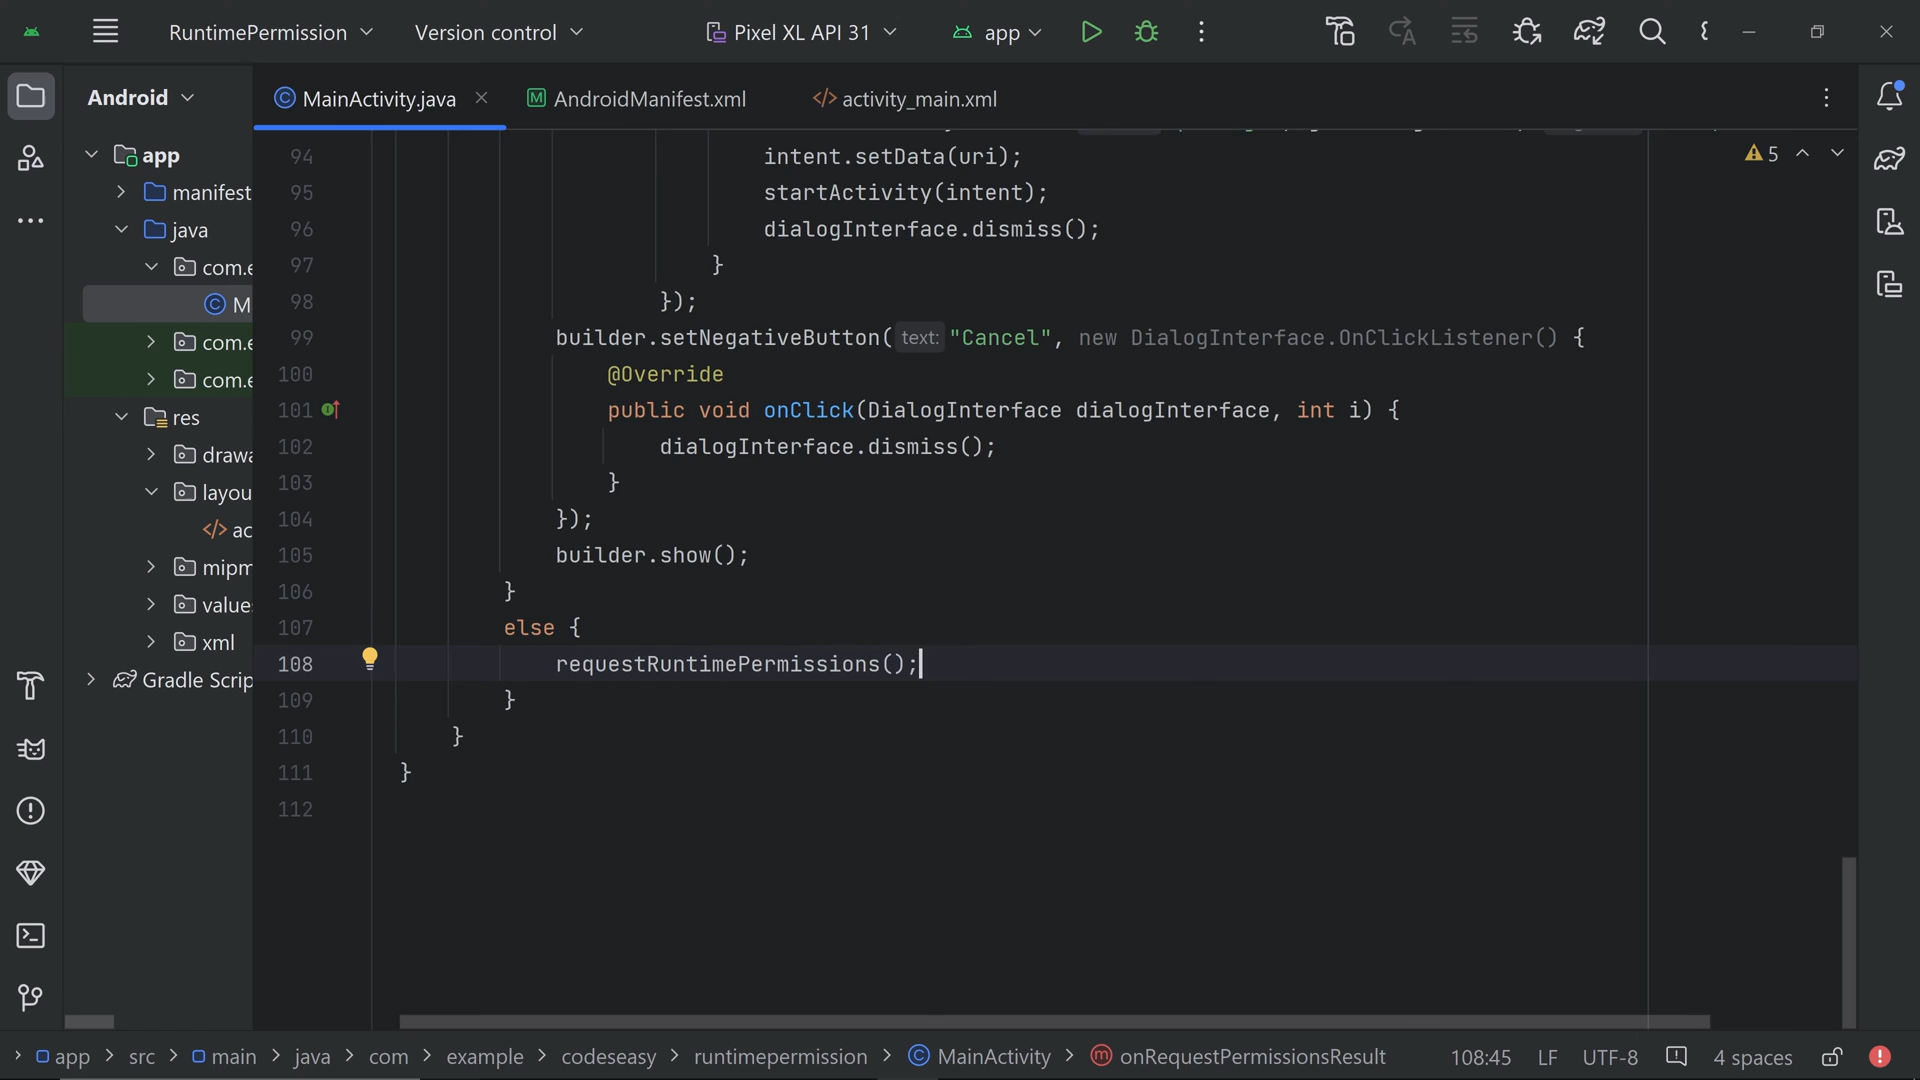 RuntimePermission Version control Pixel XL API 31 app
Android MainActivity.java AndroidManifest.xml activity_main.xml
app
manifest
java
com.e
M
com.e
com.e
res
drawa
layou
</> ac
mipm
value
xml
Gradle Scrip
5
94 intent.setData(uri);
95 startActivity(intent);
96 dialogInterface.dismiss();
97 }
98 });
99 builder.setNegativeButton( text: "Cancel", new DialogInterface.OnClickListener() {
100 @Override
101 public void onClick(DialogInterface dialogInterface, int i) {
102 dialogInterface.dismiss();
103 }
104 });
105 builder.show();
106 }
107 else {
108 requestRuntimePermissions();
109 }
110 }
111 }
112
app > src > main > java > com > example > codeseasy > runtimepermission > MainActivity > onRequestPermissionsResult 108:45 LF UTF-8 4 spaces